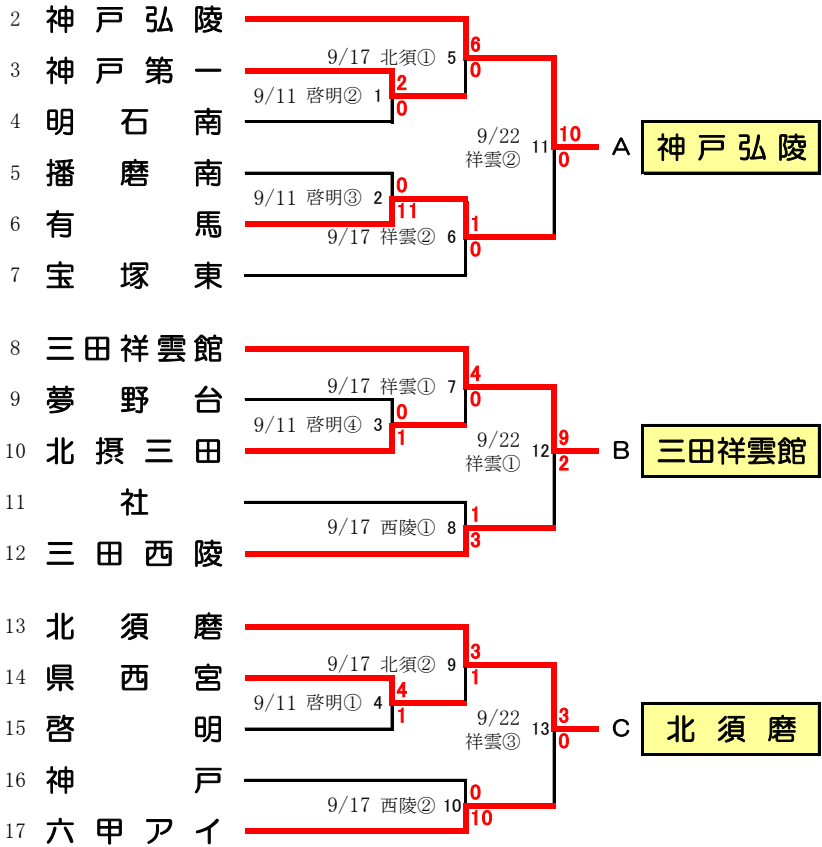 2 神戸弘陵
9/17 北須① 5 6
0
3 神戸第一
2
9/11 啓明② 1 0
4 明石南
9/22 祥雲② 11 10
0
A 神戸弘陵
5 播磨南
0
9/11 啓明③ 2 11
6 有馬
1
9/17 祥雲② 6 0
7 宝塚東
8 三田祥雲館
9/17 祥雲① 7 4
0
9 夢野台
0
9/11 啓明④ 3 1
10 北摂三田
9/22 祥雲① 12 9
2
B 三田祥雲館
11 社
1
9/17 西陵① 8 3
12 三田西陵
13 北須磨
3
9/17 北須② 9 1
14 県西宮
4
9/11 啓明① 4 1
15 啓明
9/22 祥雲③ 13 3
0
C 北須磨
16 神戸
0
9/17 西陵② 10 10
17 六甲アイ